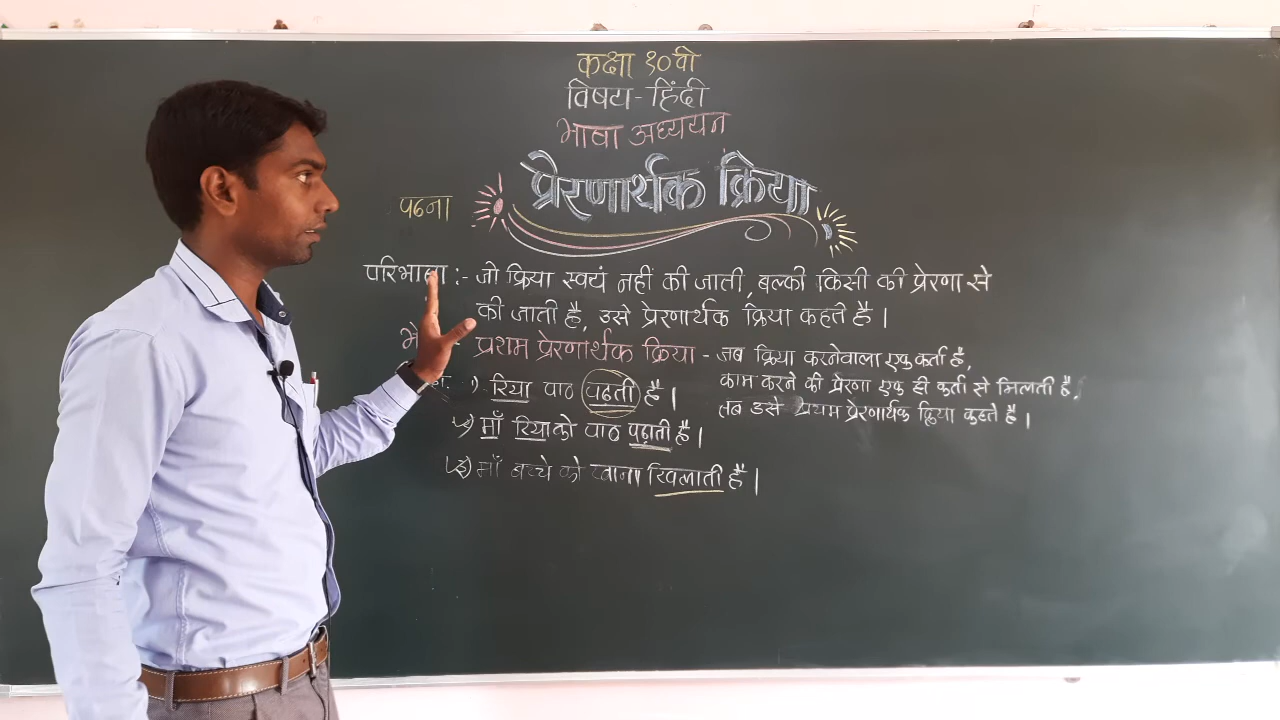 कक्षा १०वी
विषय - हिंदी
भाषा अध्ययन
प्रेरणार्थक क्रिया
पढना
परिभाषा :- जो क्रिया स्वयं नहीं की जाती, बल्की किसी की प्रेरणा से
की जाती है, उसे प्रेरणार्थक क्रिया कहते है।
प्रथम प्रेरणार्थक क्रिया - जब क्रिया करनेवाला एक कर्ता है,
काम करने की प्रेरणा एक ही कर्ता से मिलती है,
तब उसे प्रथम प्रेरणार्थक क्रिया कहते है।
१) रिया पाठ पढती है।
२) माँ रिया को पाठ पढ़ाती है।
३) माँ बच्चे को खाना खिलाती है।